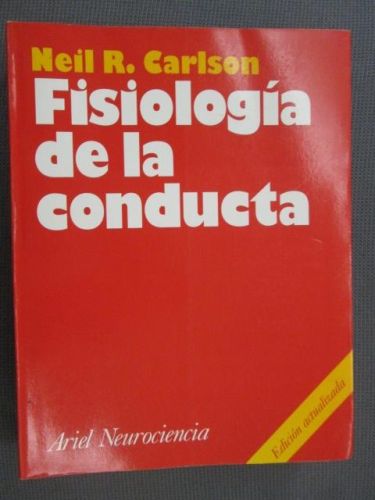 Neil R. Carlson
Fisiología
de la
conducta
Ariel Neurociencia
Edición actualizada